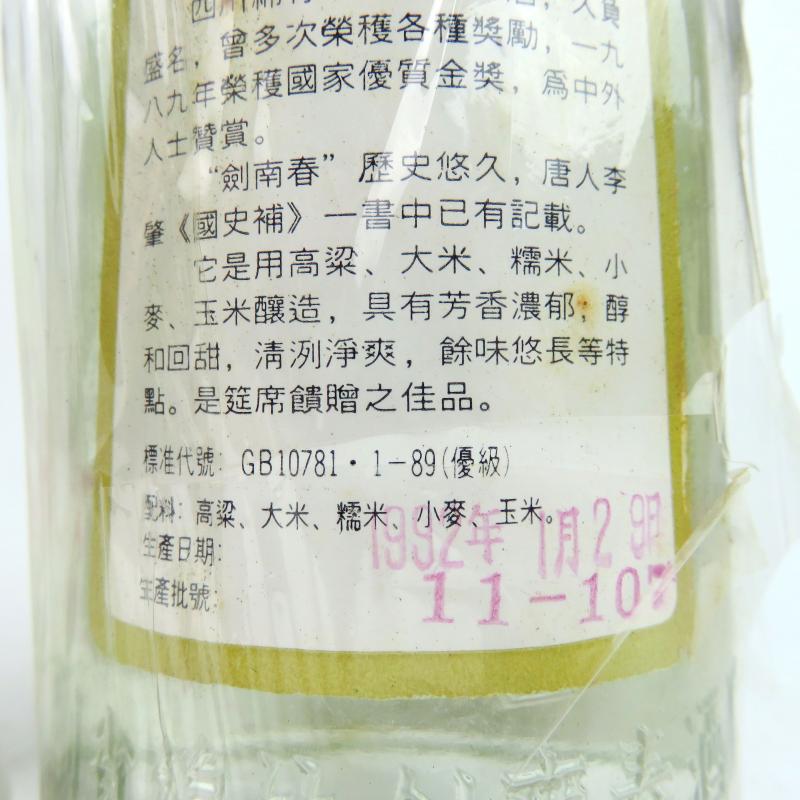 四川綿
盛名，曾多次榮獲各種獎勵，一九
八九年榮獲國家優質金獎，為中外
人士贊賞。
“劍南春”歷史悠久，唐人李
肇《國史補》一書中已有記載。
它是用高粱、大米、糯米、小
麥、玉米釀造，具有芳香濃郁，醇
和回甜，清洌淨爽，餘味悠長等特
點。是筵席饋贈之佳品。
標准代號：GB10781·1-89(優級)
配料：高粱、大米、糯米、小麥、玉米。
生產日期：1992年1月29日
生產批號：11-107